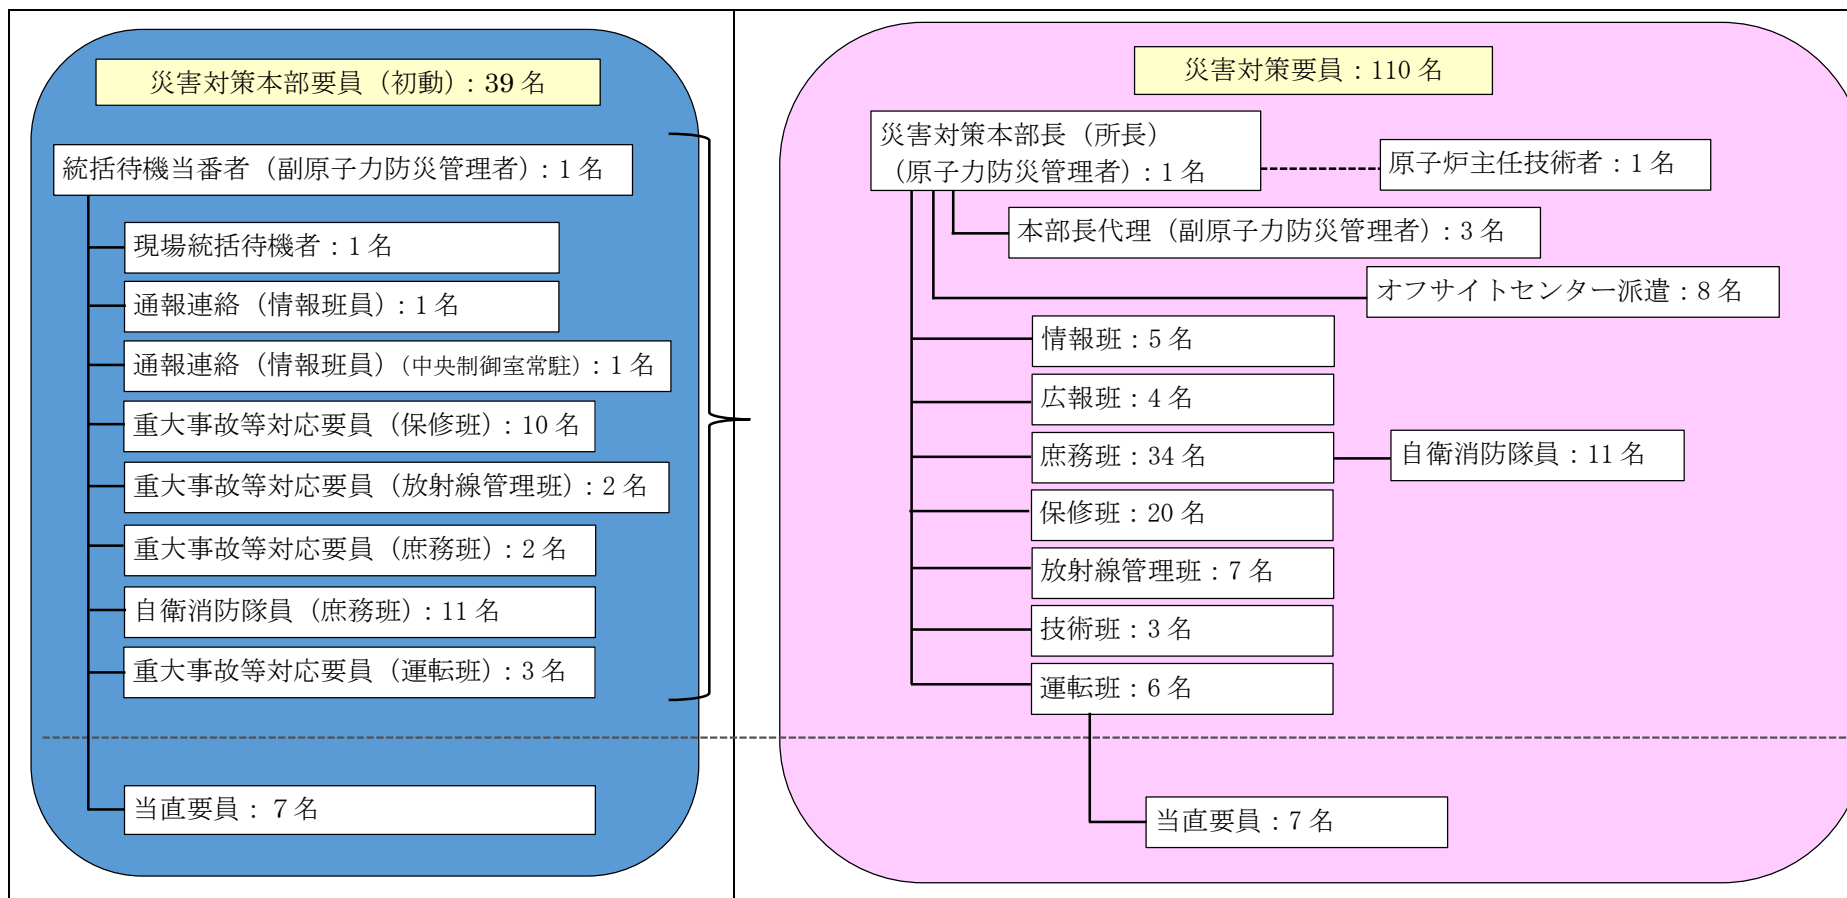 災害対策本部要員（初動）：39 名
統括待機当番者（副原子力防災管理者）：1 名
現場統括待機者：1 名
通報連絡（情報班員）：1 名
通報連絡（情報班員）（中央制御室常駐）：1 名
重大事故等対応要員（保修班）：10 名
重大事故等対応要員（放射線管理班）：2 名
重大事故等対応要員（庶務班）：2 名
自衛消防隊員（庶務班）：11 名
重大事故等対応要員（運転班）：3 名
当直要員：７名
災害対策要員：110 名
災害対策本部長（所長）
（原子力防災管理者）：1 名
原子炉主任技術者：1 名
本部長代理（副原子力防災管理者）：3 名
オフサイトセンター派遣：8 名
情報班：5 名
広報班：4 名
庶務班：34 名
自衛消防隊員：11 名
保修班：20 名
放射線管理班：7 名
技術班：3 名
運転班：6 名
当直要員：7 名